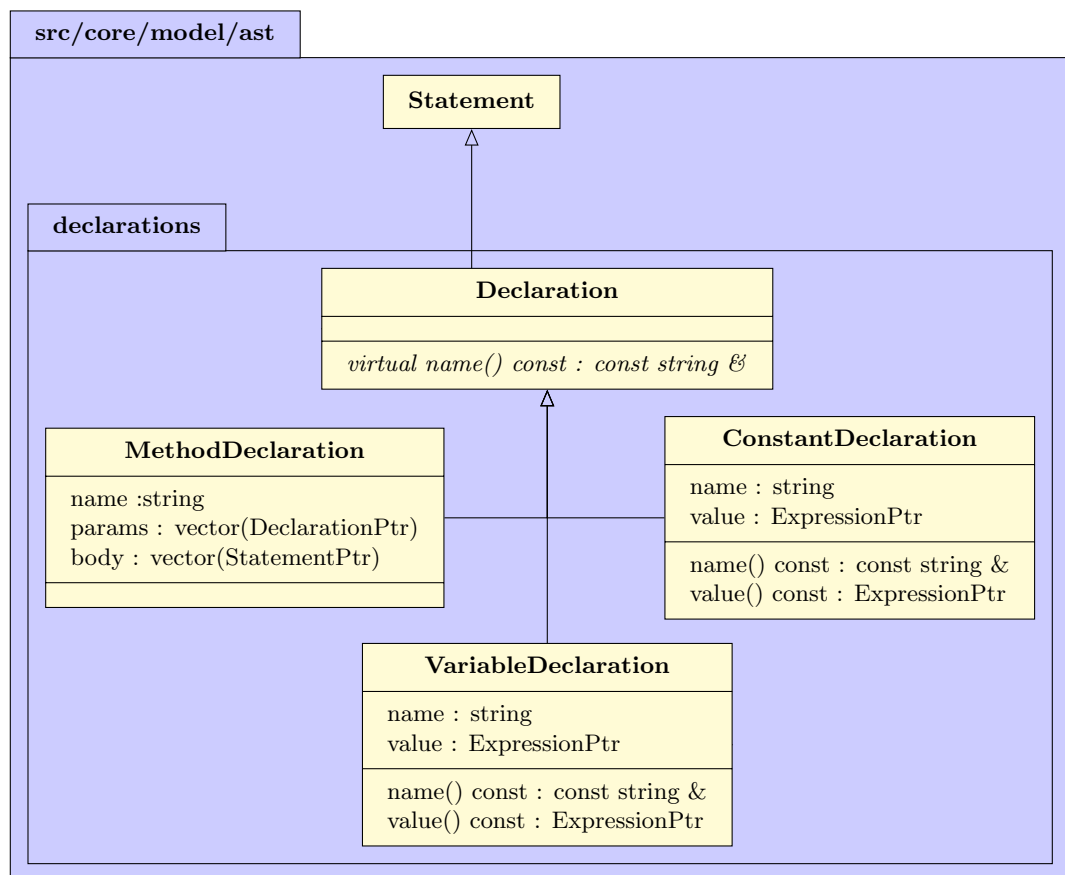 src/core/model/ast
Statement
declarations
Declaration
virtual name() const : const string &
MethodDeclaration
name :string
params : vector(DeclarationPtr)
body : vector(StatementPtr)
ConstantDeclaration
name : string
value : ExpressionPtr
name() const : const string &
value() const : ExpressionPtr
VariableDeclaration
name : string
value : ExpressionPtr
name() const : const string &
value() const : ExpressionPtr